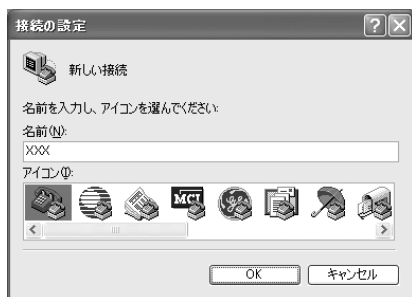 接続の設定
新しい接続
名前を入力し、アイコンを選んでください:
名前(N):
XXX
アイコン(I):
MCI
OK キャンセル